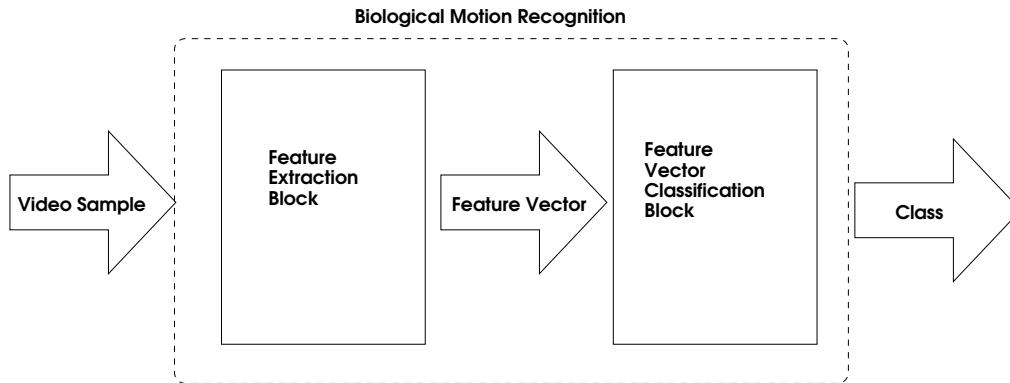 Biological Motion Recognition
Video Sample
Feature
Extraction
Block
Feature Vector
Feature
Vector
Classification
Block
Class